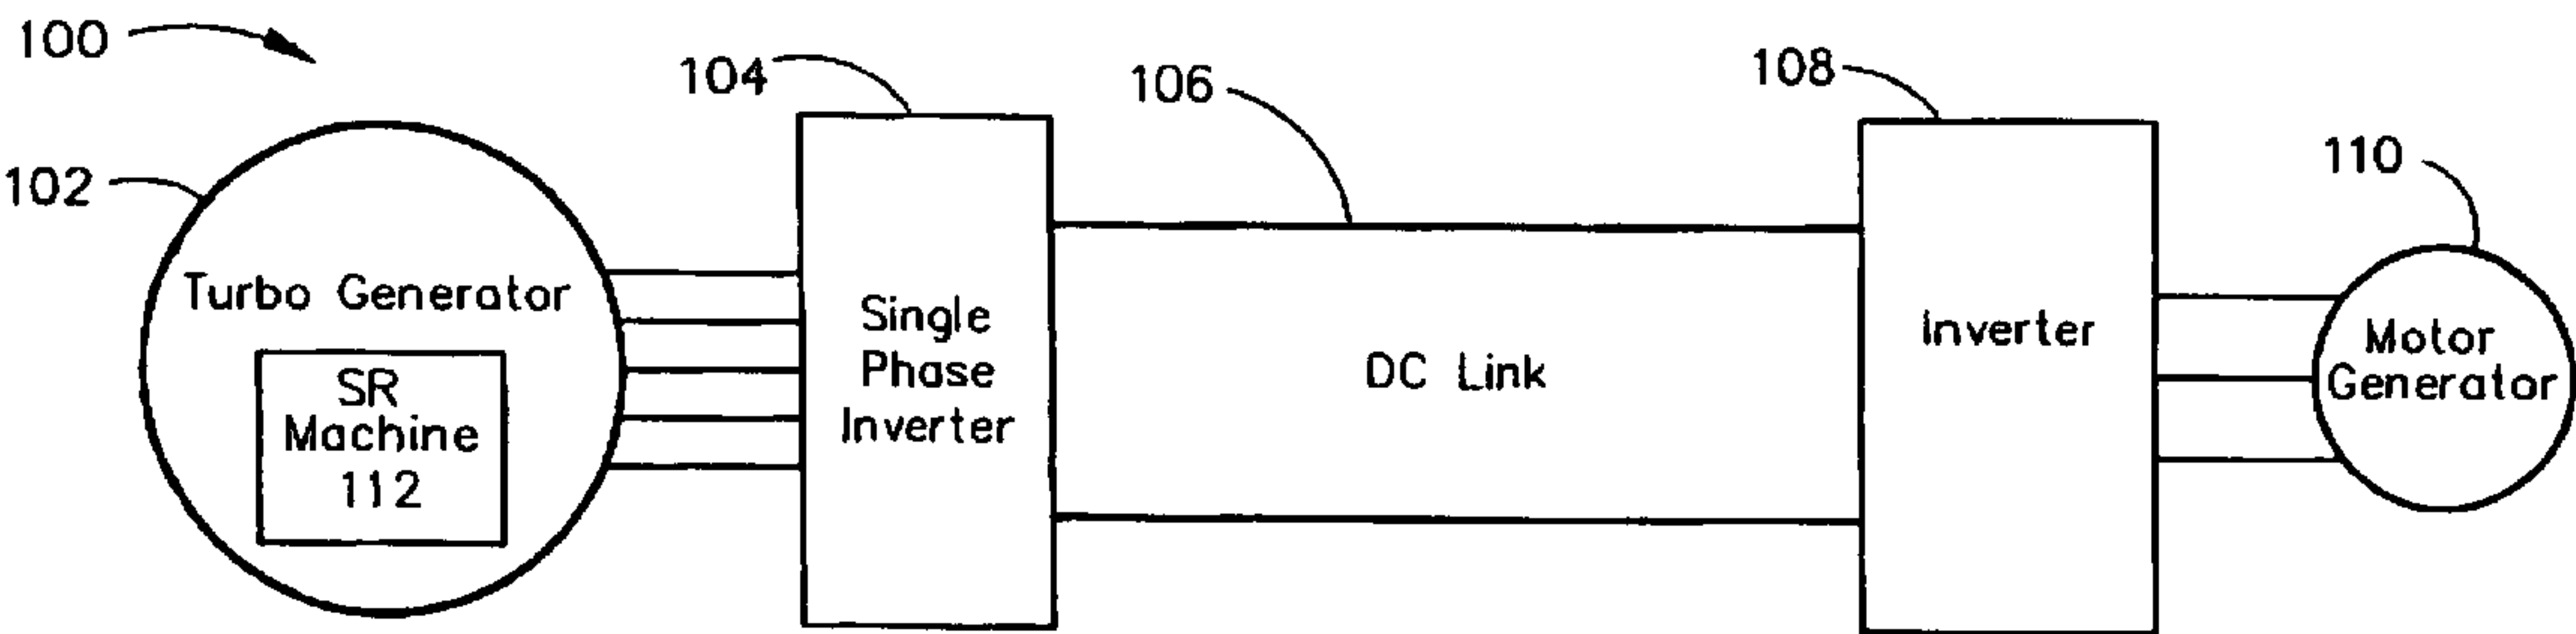 100
102
104
106
108
110
Turbo Generator
SR
Machine
112
Single
Phase
Inverter
DC Link
Inverter
Motor
Generator